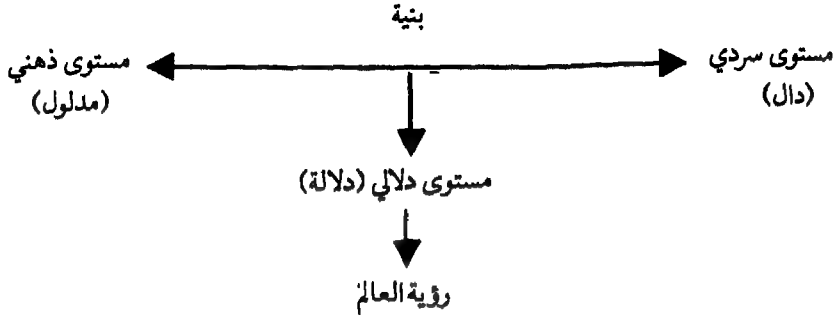 بنية
مستوى سردي
(دال)
مستوى ذهني
(مدلول)
مستوى دلالي (دلالة)
رؤية العالم